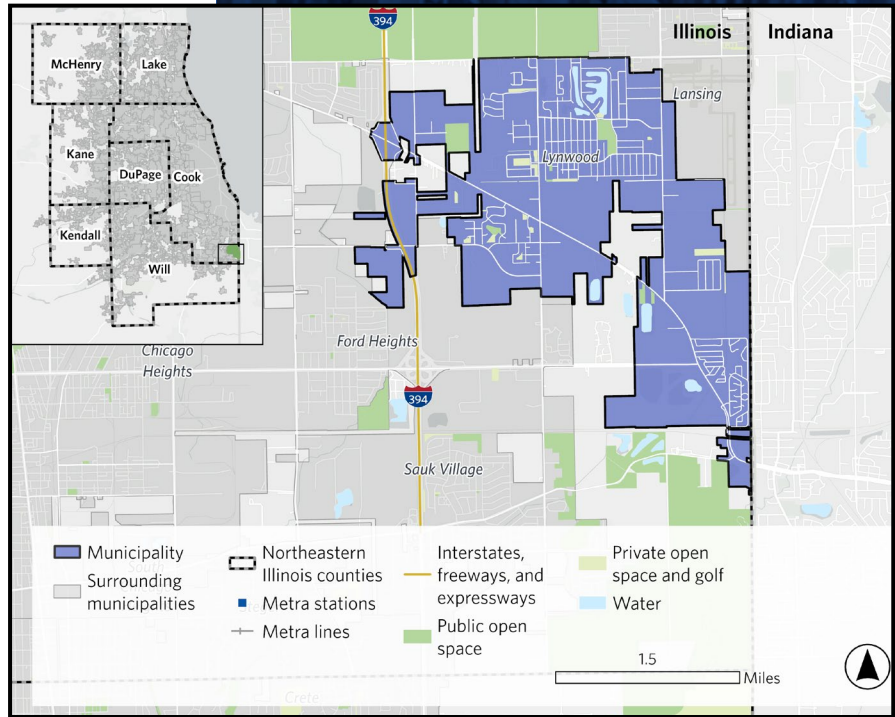 394
Illinois
Indiana
McHenry
Lake
Lansing
Kane
DuPage
Cook
Lynwood
Kendall
Will
Chicago
Heights
Ford Heights
394
Sauk Village
Municipality
Surrounding
municipalities
Northeastern
Illinois counties
Metra stations
Metra lines
Interstates,
freeways, and
expressways
Public open
space
Private open
space and golf
Water
1.5
Miles
Crete